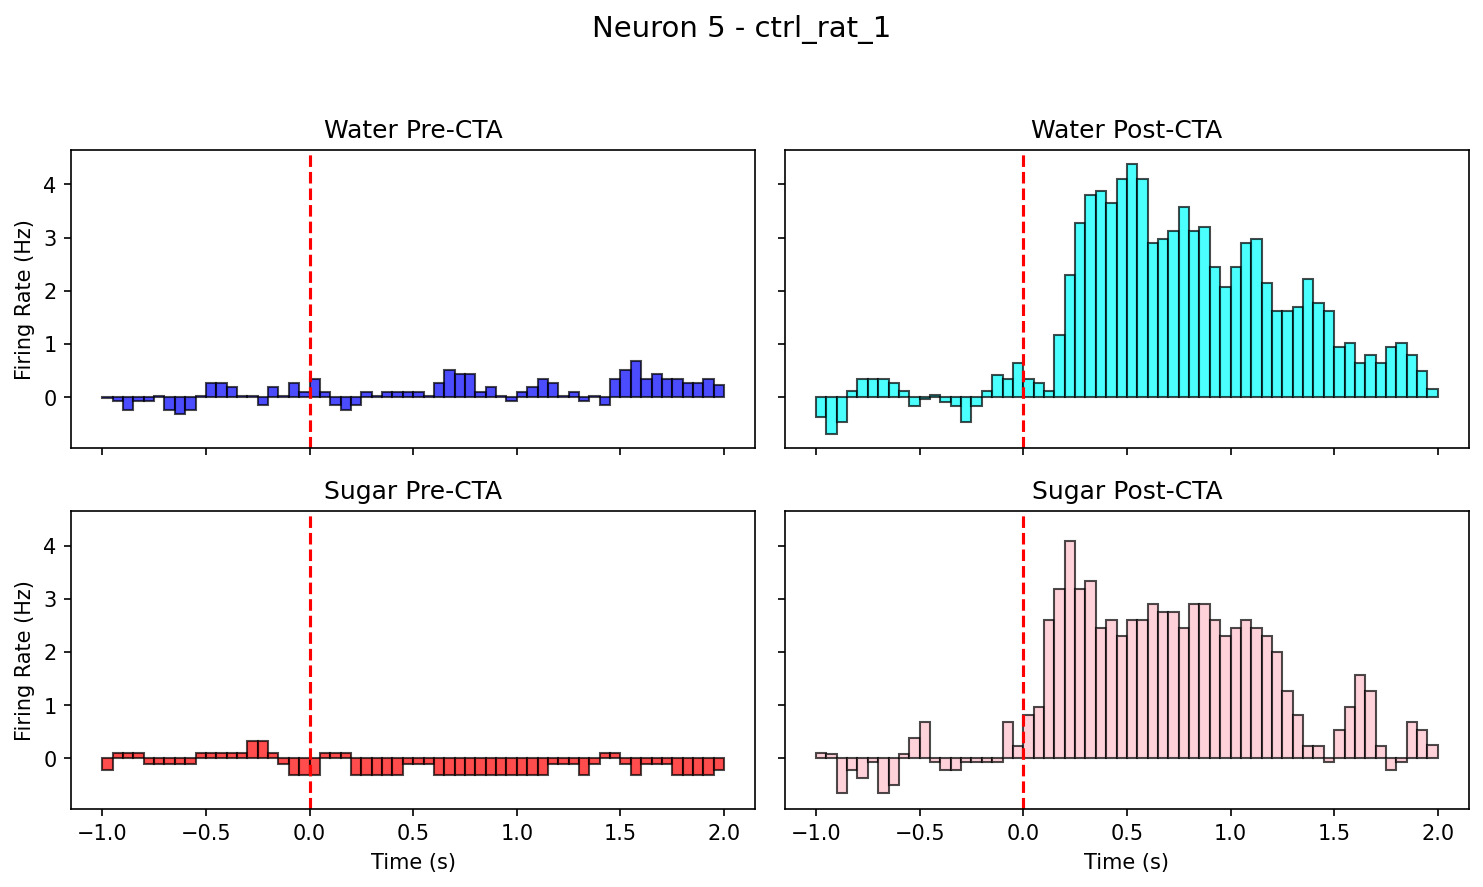 Neuron 5 - ctrl_rat_1
Water Pre-CTA
Water Post-CTA
Firing Rate (Hz)
4
3
2
1
0
Sugar Pre-CTA
Sugar Post-CTA
Firing Rate (Hz)
4
3
2
1
0
−1.0 −0.5 0.0 0.5 1.0 1.5 2.0
Time (s)
−1.0 −0.5 0.0 0.5 1.0 1.5 2.0
Time (s)